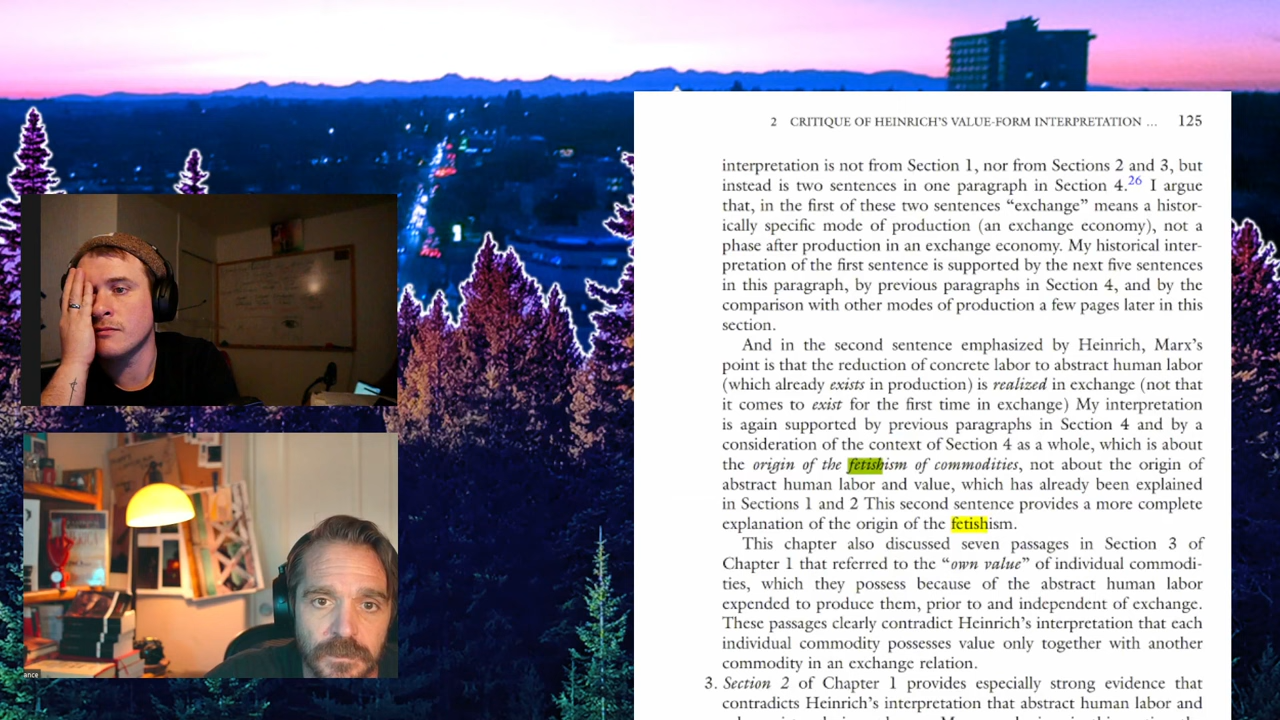 2 CRITIQUE OF HEINRICH'S VALUE-FORM INTERPRETATION ... 125
interpretation is not from Section 1, nor from Sections 2 and 3, but
instead is two sentences in one paragraph in Section 4.26 I argue
that, in the first of these two sentences “exchange” means a histor-
ically specific mode of production (an exchange economy), not a
phase after production in an exchange economy. My historical inter-
pretation of the first sentence is supported by the next five sentences
in this paragraph, by previous paragraphs in Section 4, and by the
comparison with other modes of production a few pages later in this
section.
And in the second sentence emphasized by Heinrich, Marx's
point is that the reduction of concrete labor to abstract human labor
(which already exists in production) is realized in exchange (not that
it comes to exist for the first time in exchange) My interpretation
is again supported by previous paragraphs in Section 4 and by a
consideration of the context of Section 4 as a whole, which is about
the origin of the fetishism of commodities, not about the origin of
abstract human labor and value, which has already been explained
in Sections 1 and 2 This second sentence provides a more complete
explanation of the origin of the fetishism.
This chapter also discussed seven passages in Section 3 of
Chapter 1 that referred to the “own value” of individual commodi-
ties, which they possess because of the abstract human labor
expended to produce them, prior to and independent of exchange.
These passages clearly contradict Heinrich's interpretation that each
individual commodity possesses value only together with another
commodity in an exchange relation.
3. Section 2 of Chapter 1 provides especially strong evidence that
contradicts Heinrich's interpretation that abstract human labor and
ance